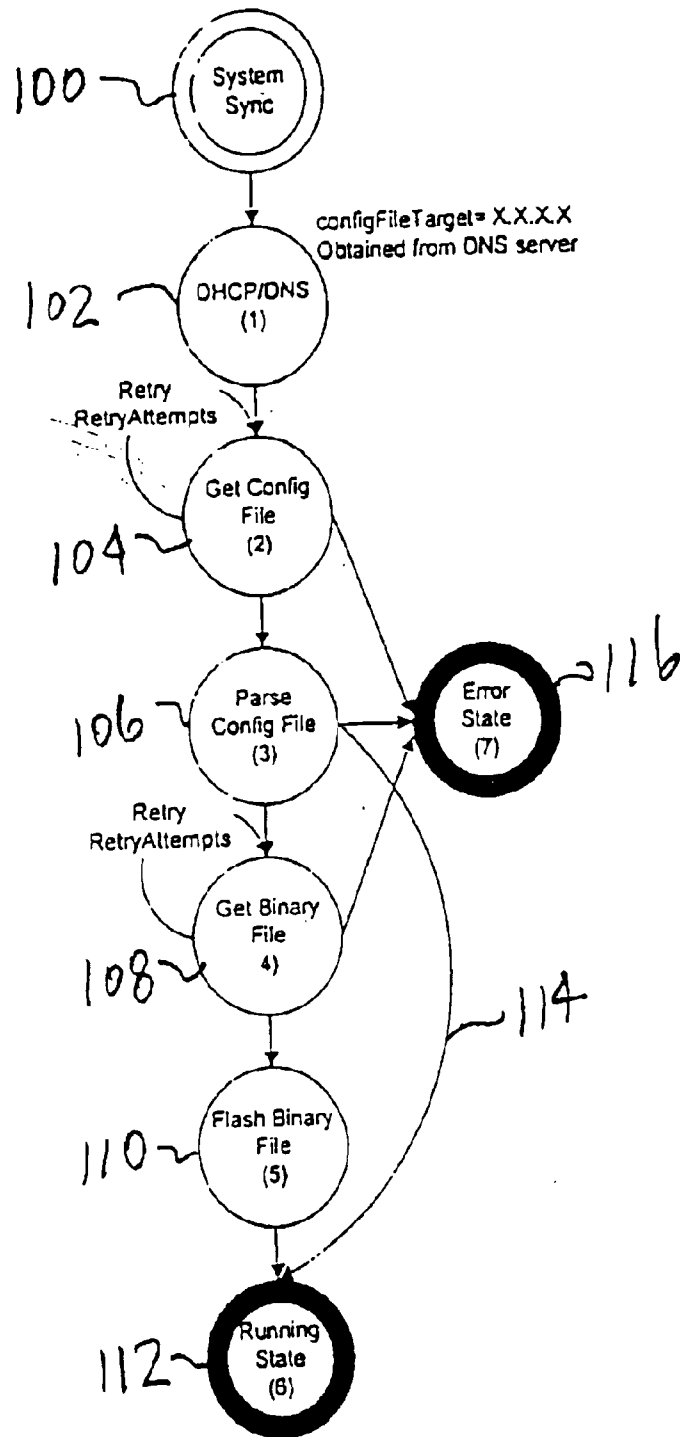 100
System
Sync
configFileTarget= X.X.X.X
Obtained from DNS server
102
DHCP/DNS
(1)
Retry
RetryAttempts
Get Config
File
(2)
104
116
Error
State
(7)
106
Parse
Config File
(3)
Retry
RetryAttempts
Get Binary
File
4)
108
114
Flash Binary
File
(5)
110
Running
State
(6)
112